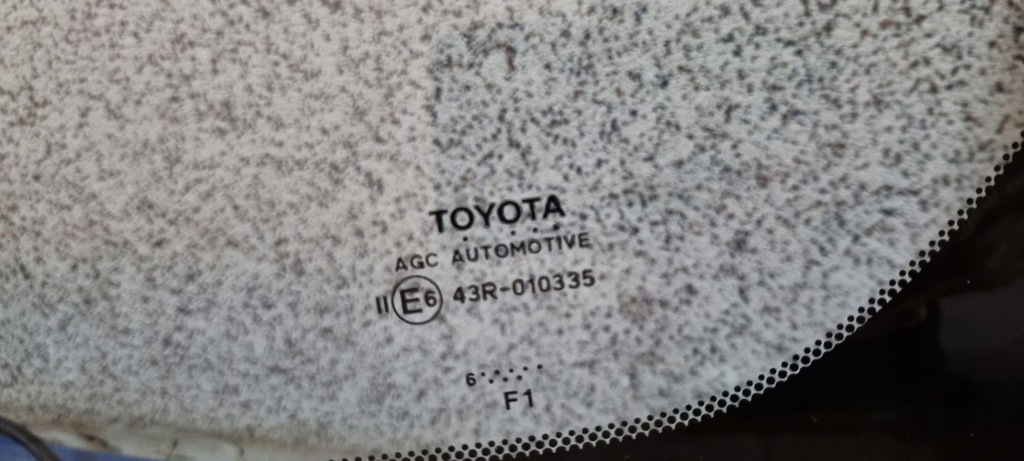 TOYOTA
AGC AUTOMOTIVE
II E6 43R-010335
6
F1